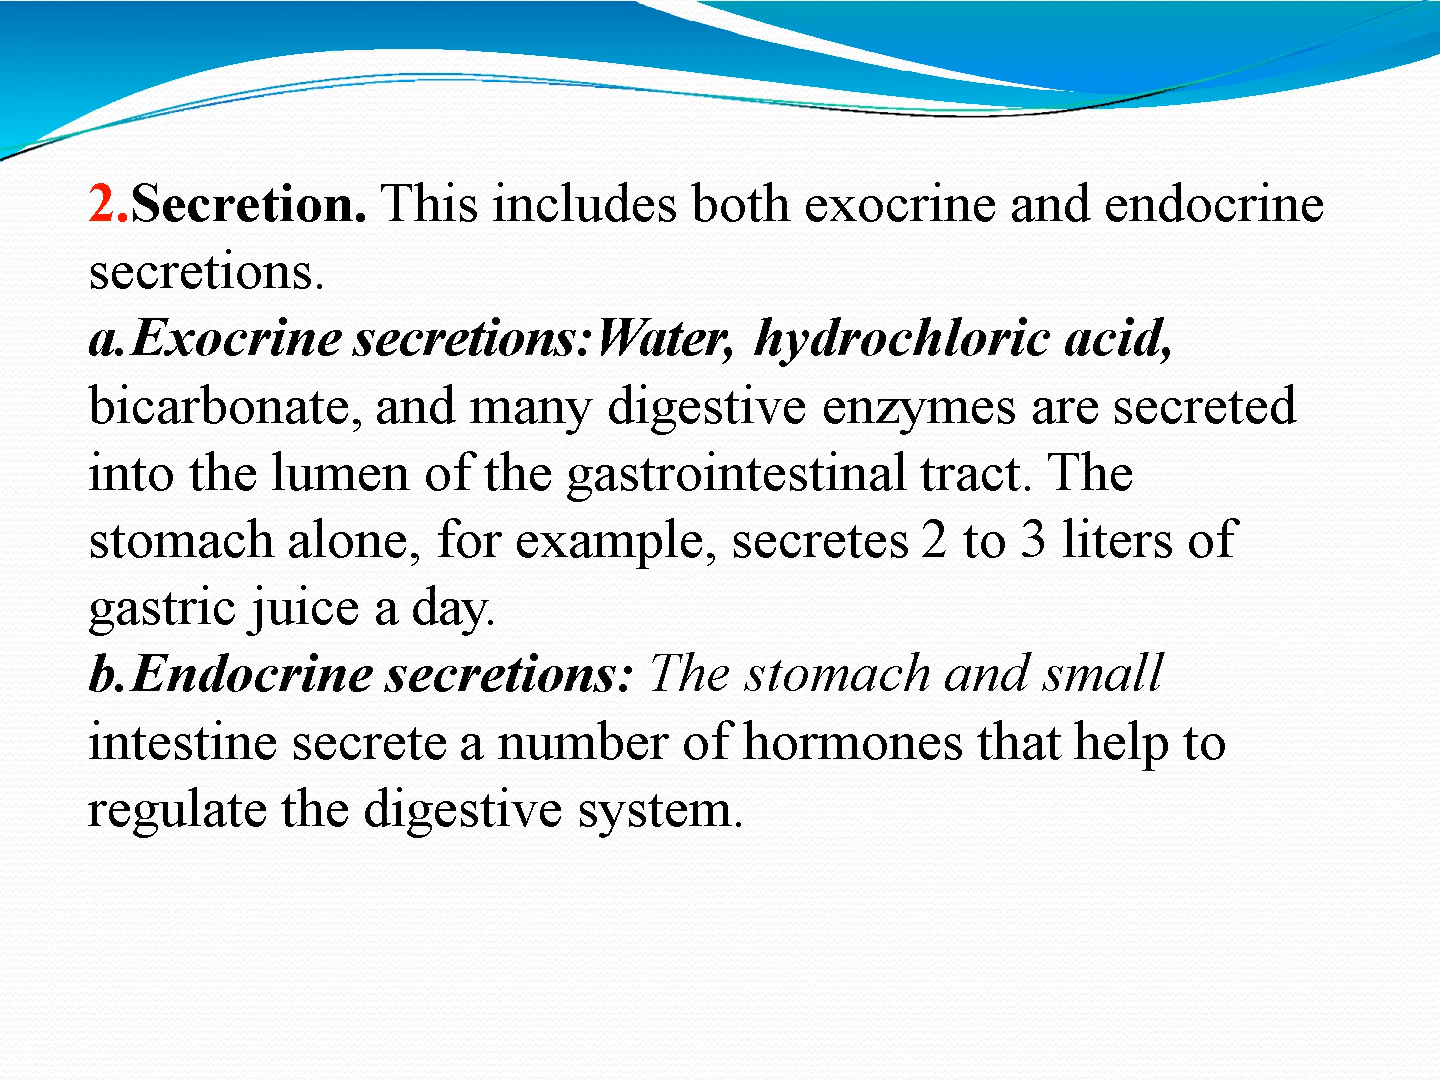 2.Secretion. This includes both exocrine and endocrine
secretions.
a.Exocrine secretions:Water, hydrochloric acid,
bicarbonate, and many digestive enzymes are secreted
into the lumen of the gastrointestinal tract. The
stomach alone, for example, secretes 2 to 3 liters of
gastric juice a day.
b.Endocrine secretions: The stomach and small
intestine secrete a number of hormones that help to
regulate the digestive system.